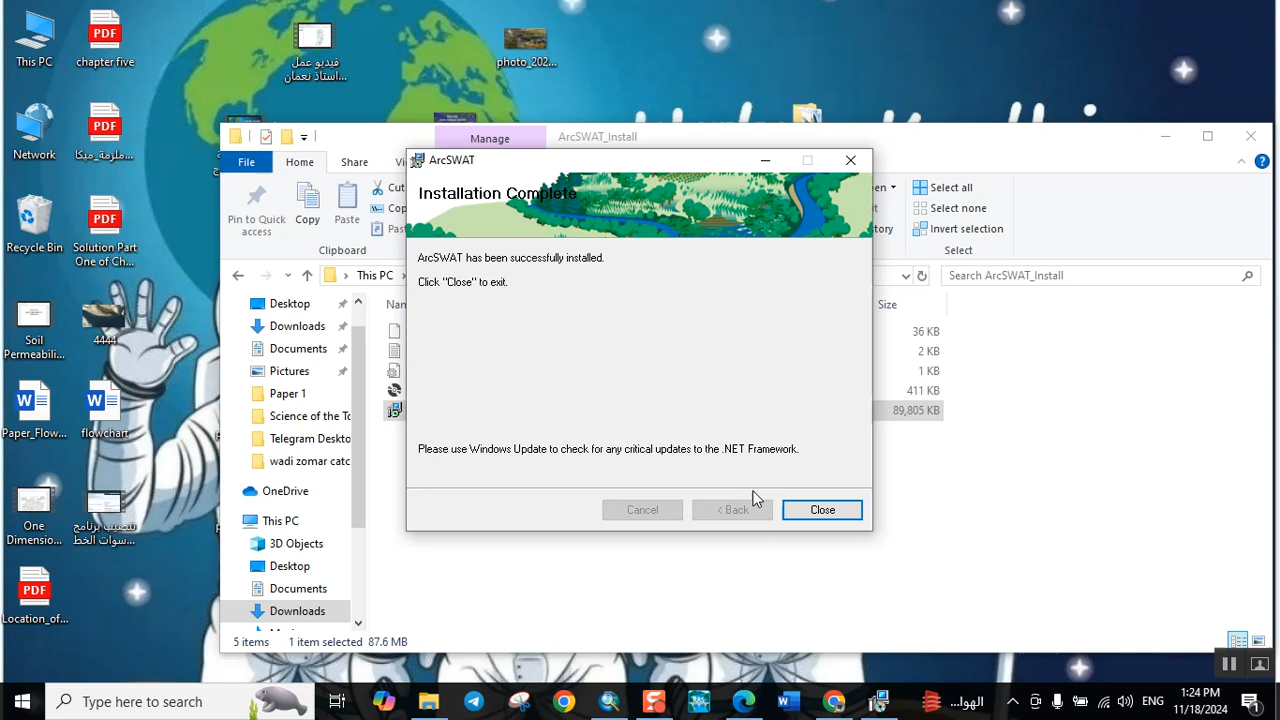 This PC
chapter five
فيديو عمل
استاذ نعمان...
photo_202...
Network
ملزمة_ميكا...
Recycle Bin
Solution Part
One of Ch...
Soil
Permeabili...
4444
Paper_Flow...
flowchart
One
Dimensio...
تنصيب برنامج
سوات الخط...
Location_of...
Manage
ArcSWAT_Install
File
Home
Share
Pin to Quick
access
Copy
Paste
Clipboard
Select all
Select none
Invert selection
Select
This PC
Search ArcSWAT_Install
Desktop
Downloads
Documents
Pictures
Paper 1
Science of the To
Telegram Deskto
wadi zomar catc
OneDrive
This PC
3D Objects
Desktop
Documents
Downloads
Size
36 KB
2 KB
1 KB
411 KB
89,805 KB
5 items
1 item selected 87.6 MB
ArcSWAT
Installation Complete
ArcSWAT has been successfully installed.
Click "Close" to exit.
Please use Windows Update to check for any critical updates to the .NET Framework.
Cancel
< Back
Close
Type here to search
الهوا...
ENG
1:24 PM
11/18/2024